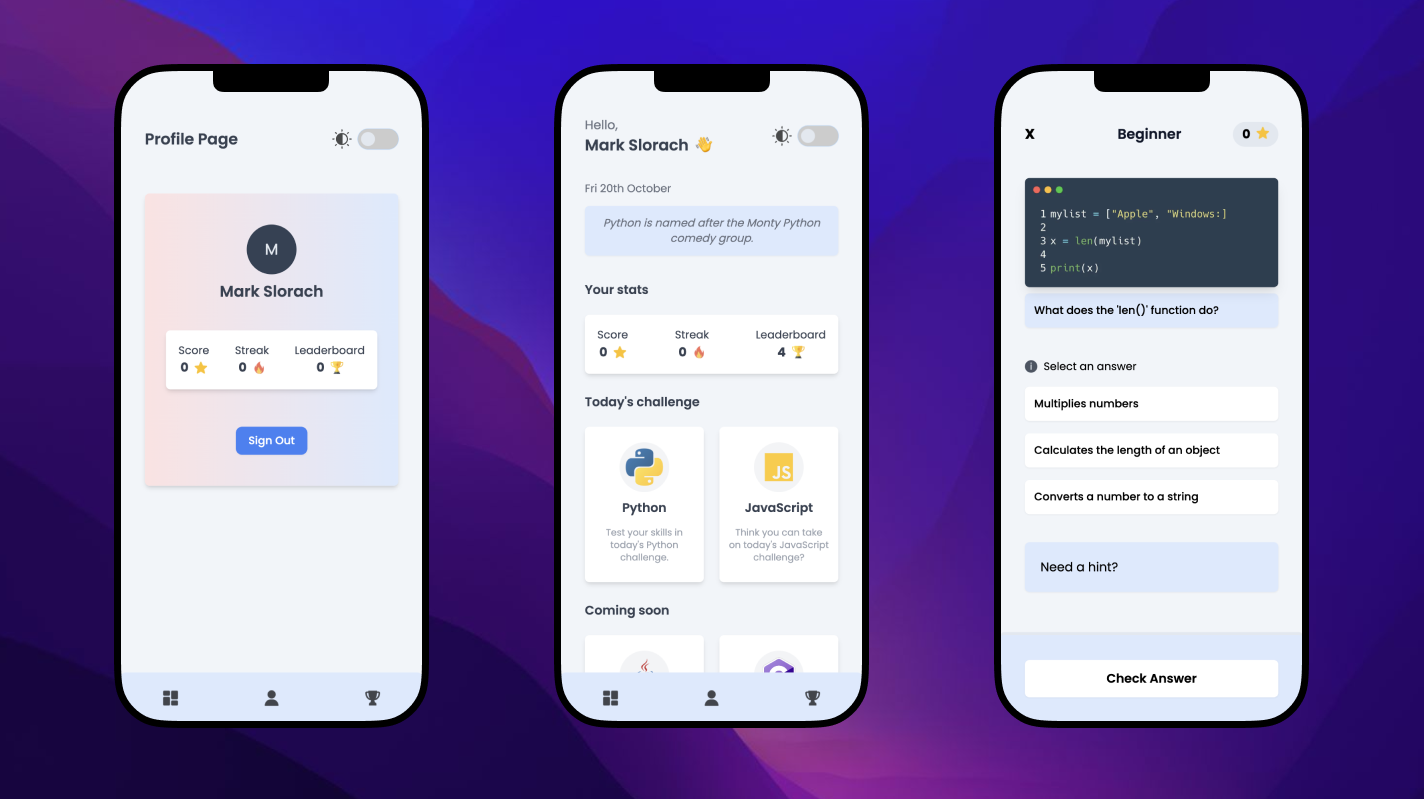 Profile Page
M
Mark Slorach
Score Streak Leaderboard
0 ⭐ 0 🔥 0 🏆
Sign Out
Hello,
Mark Slorach 👋
Fri 20th October
Python is named after the Monty Python
comedy group.
Your stats
Score Streak Leaderboard
0 ⭐ 0 🔥 4 🏆
Today's challenge
JS
Python JavaScript
Test your skills in
today's Python
challenge.
Think you can take
on today's JavaScript
challenge?
Coming soon
X Beginner 0 ⭐
1 mylist = ["Apple", "Windows:]
2
3 x = len(mylist)
4
5 print(x)
What does the 'len()' function do?
i Select an answer
Multiplies numbers
Calculates the length of an object
Converts a number to a string
Need a hint?
Check Answer